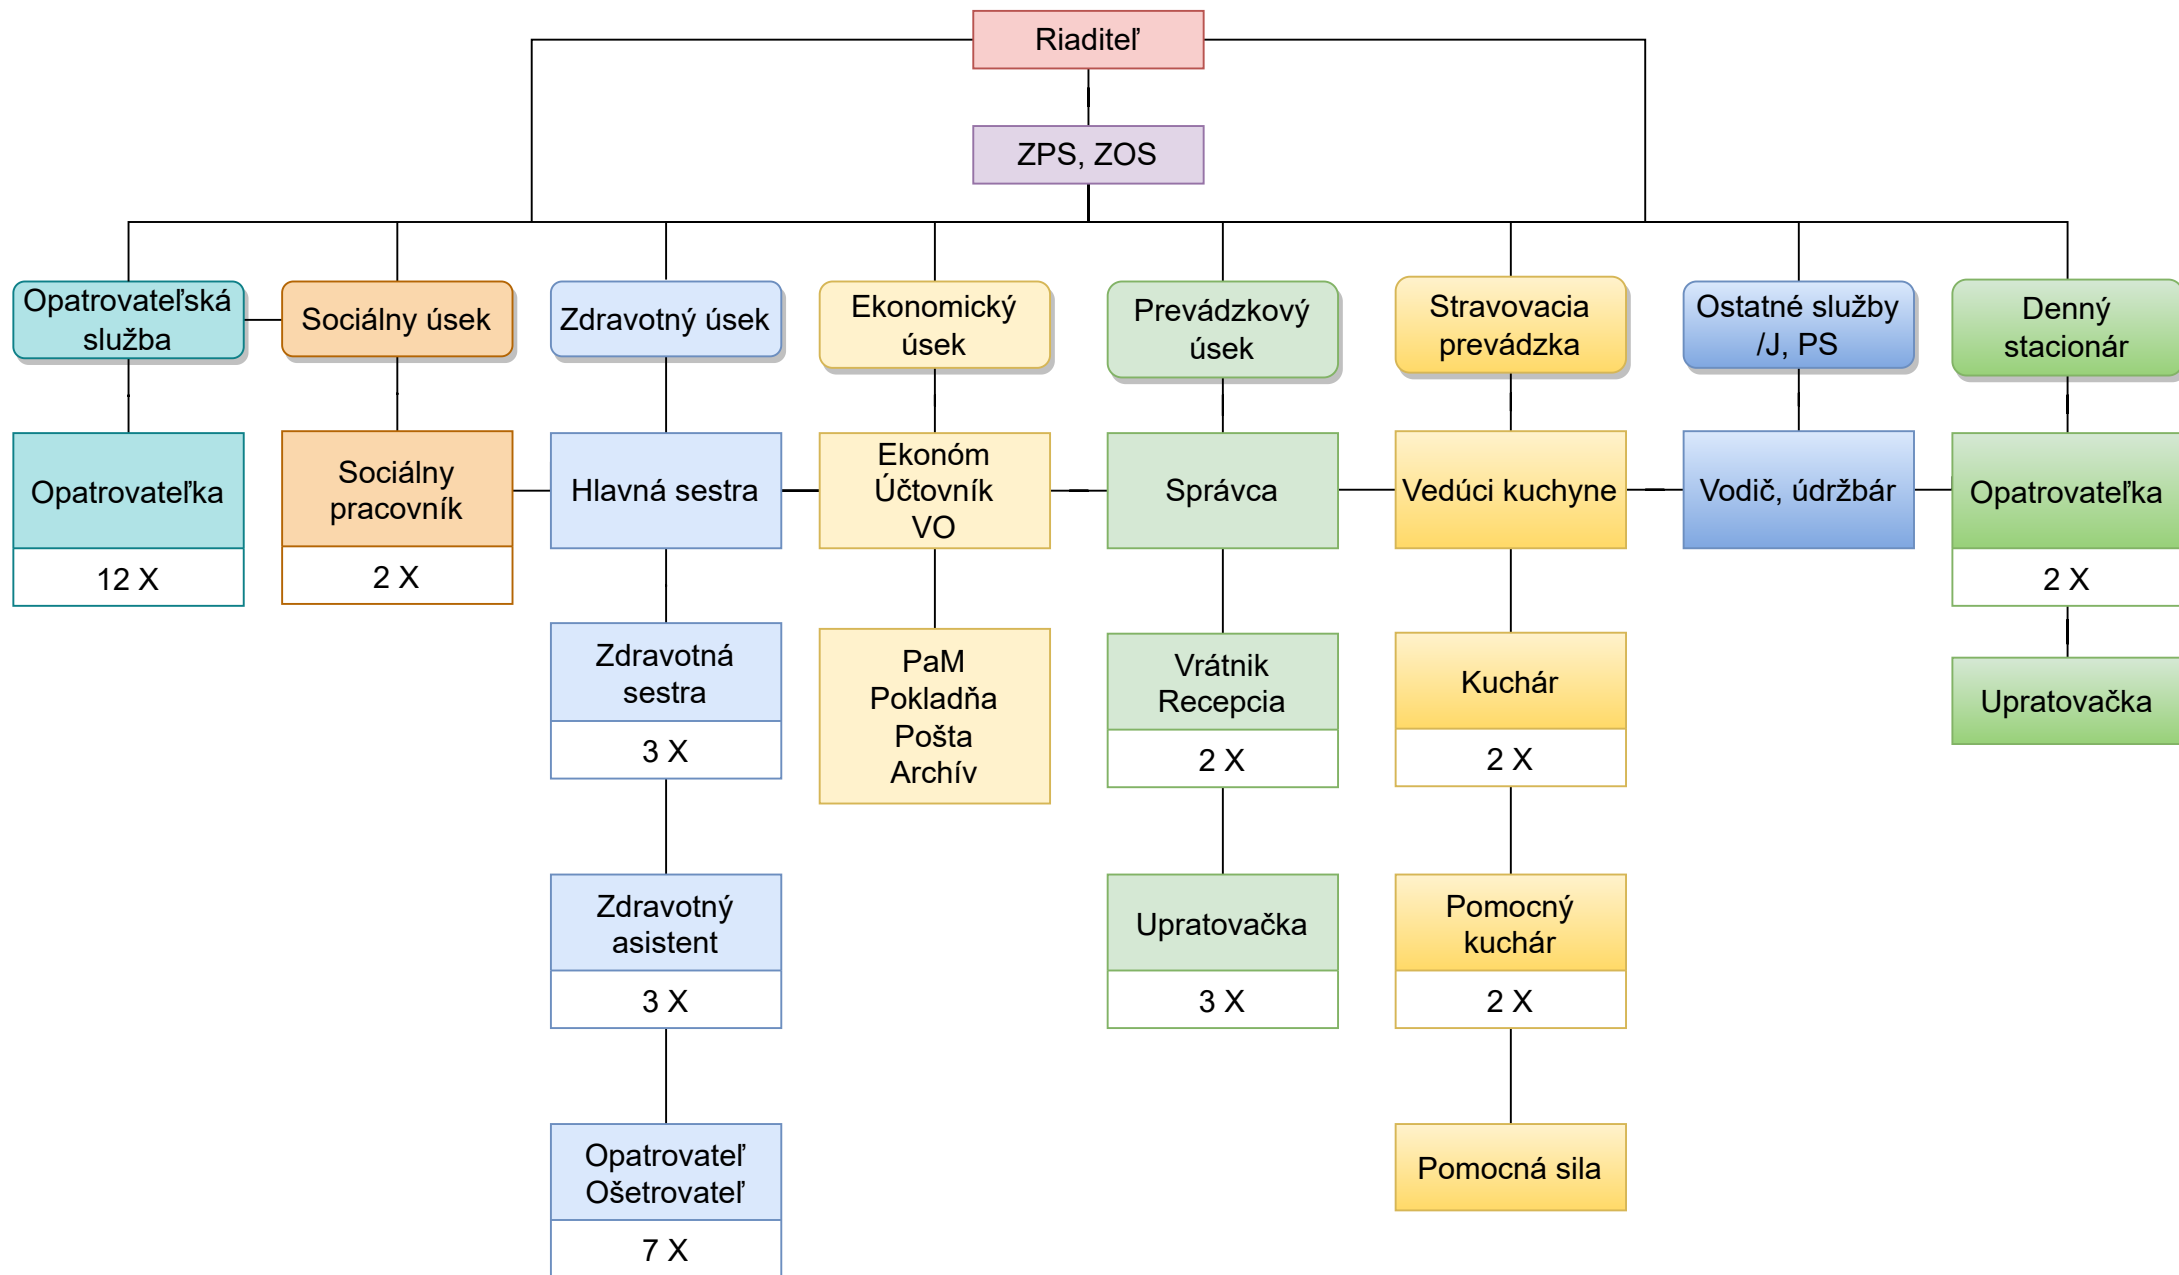 Riaditeľ
ZPS, ZOS
Opatrovateľská
služba
Sociálny úsek
Zdravotný úsek
Ekonomický
úsek
Prevádzkový
úsek
Stravovacia
prevádzka
Ostatné služby
/J, PS
Denný
stacionár
Opatrovateľka
12 X
Sociálny
pracovník
2 X
Hlavná sestra
Ekonóm
Účtovník
VO
Správca
Vedúci kuchyne
Vodič, údržbár
Opatrovateľka
2 X
Zdravotná
sestra
3 X
PaM
Pokladňa
Pošta
Archív
Vrátnik
Recepcia
2 X
Kuchár
2 X
Upratovačka
Zdravotný
asistent
3 X
Upratovačka
3 X
Pomocný
kuchár
2 X
Opatrovateľ
Ošetrovateľ
7 X
Pomocná sila